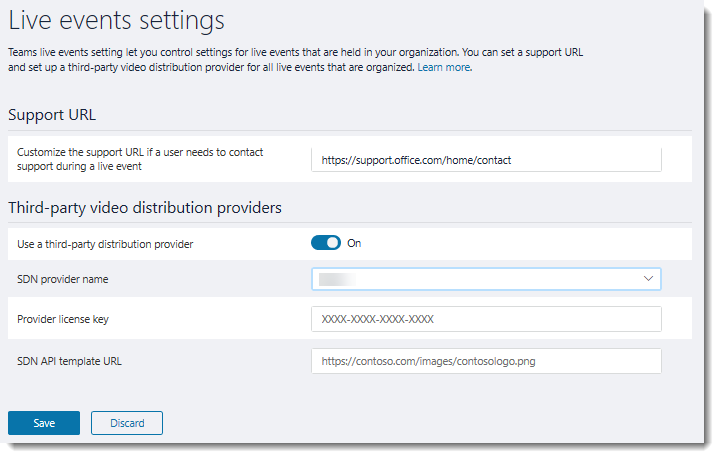 Live events settings
Teams live events setting let you control settings for live events that are held in your organization. You can set a support URL
and set up a third-party video distribution provider for all live events that are organized. Learn more.
Support URL
Customize the support URL if a user needs to contact
support during a live event
https://support.office.com/home/contact
Third-party video distribution providers
Use a third-party distribution provider
On
SDN provider name
Provider license key
XXXX-XXXX-XXXX-XXXX
SDN API template URL
https://contoso.com/images/contosologo.png
Save
Discard